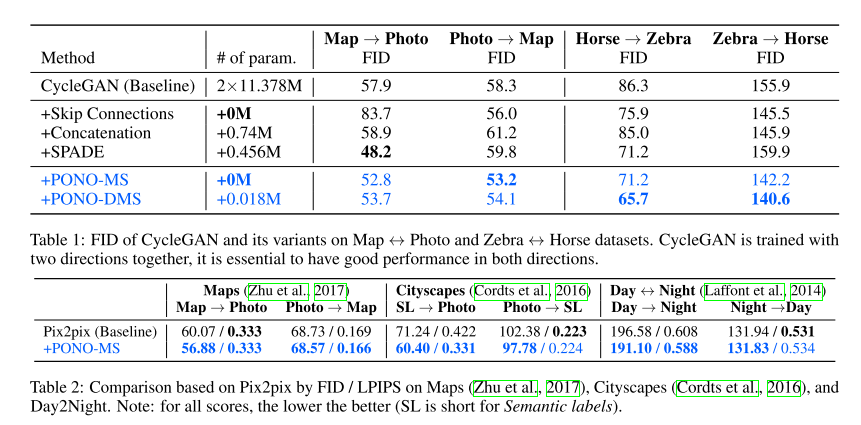 Map → Photo Photo → Map Horse → Zebra Zebra → Horse
Method # of param. FID FID FID FID
CycleGAN (Baseline) 2×11.378M 57.9 58.3 86.3 155.9
+Skip Connections +0M 83.7 56.0 75.9 145.5
+Concatenation +0.74M 58.9 61.2 85.0 145.9
+SPADE +0.456M 48.2 59.8 71.2 159.9
+PONO-MS +0M 52.8 53.2 71.2 142.2
+PONO-DMS +0.018M 53.7 54.1 65.7 140.6
Table 1: FID of CycleGAN and its variants on Map ↔ Photo and Zebra ↔ Horse datasets. CycleGAN is trained with
two directions together, it is essential to have good performance in both directions.
Maps (Zhu et al., 2017) Cityscapes (Cordts et al., 2016) Day ↔ Night (Laffont et al., 2014)
Map → Photo Photo → Map SL → Photo Photo → SL Day → Night Night →Day
Pix2pix (Baseline) 60.07 / 0.333 68.73 / 0.169 71.24 / 0.422 102.38 / 0.223 196.58 / 0.608 131.94 / 0.531
+PONO-MS 56.88 / 0.333 68.57 / 0.166 60.40 / 0.331 97.78 / 0.224 191.10 / 0.588 131.83 / 0.534
Table 2: Comparison based on Pix2pix by FID / LPIPS on Maps (Zhu et al., 2017), Cityscapes (Cordts et al., 2016), and
Day2Night. Note: for all scores, the lower the better (SL is short for Semantic labels).